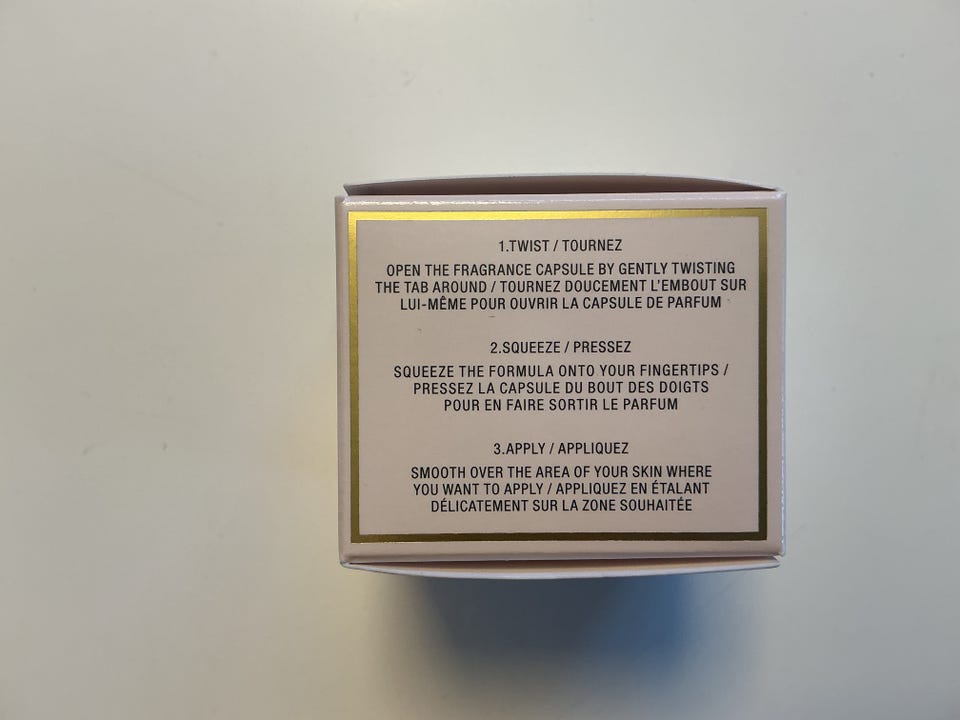 1.TWIST / TOURNEZ
OPEN THE FRAGRANCE CAPSULE BY GENTLY TWISTING
THE TAB AROUND / TOURNEZ DOUCEMENT L'EMBOUT SUR
LUI-MÊME POUR OUVRIR LA CAPSULE DE PARFUM
2.SQUEEZE / PRESSEZ
SQUEEZE THE FORMULA ONTO YOUR FINGERTIPS /
PRESSEZ LA CAPSULE DU BOUT DES DOIGTS
POUR EN FAIRE SORTIR LE PARFUM
3.APPLY / APPLIQUEZ
SMOOTH OVER THE AREA OF YOUR SKIN WHERE
YOU WANT TO APPLY / APPLIQUEZ EN ÉTALANT
DÉLICATEMENT SUR LA ZONE SOUHAITÉE